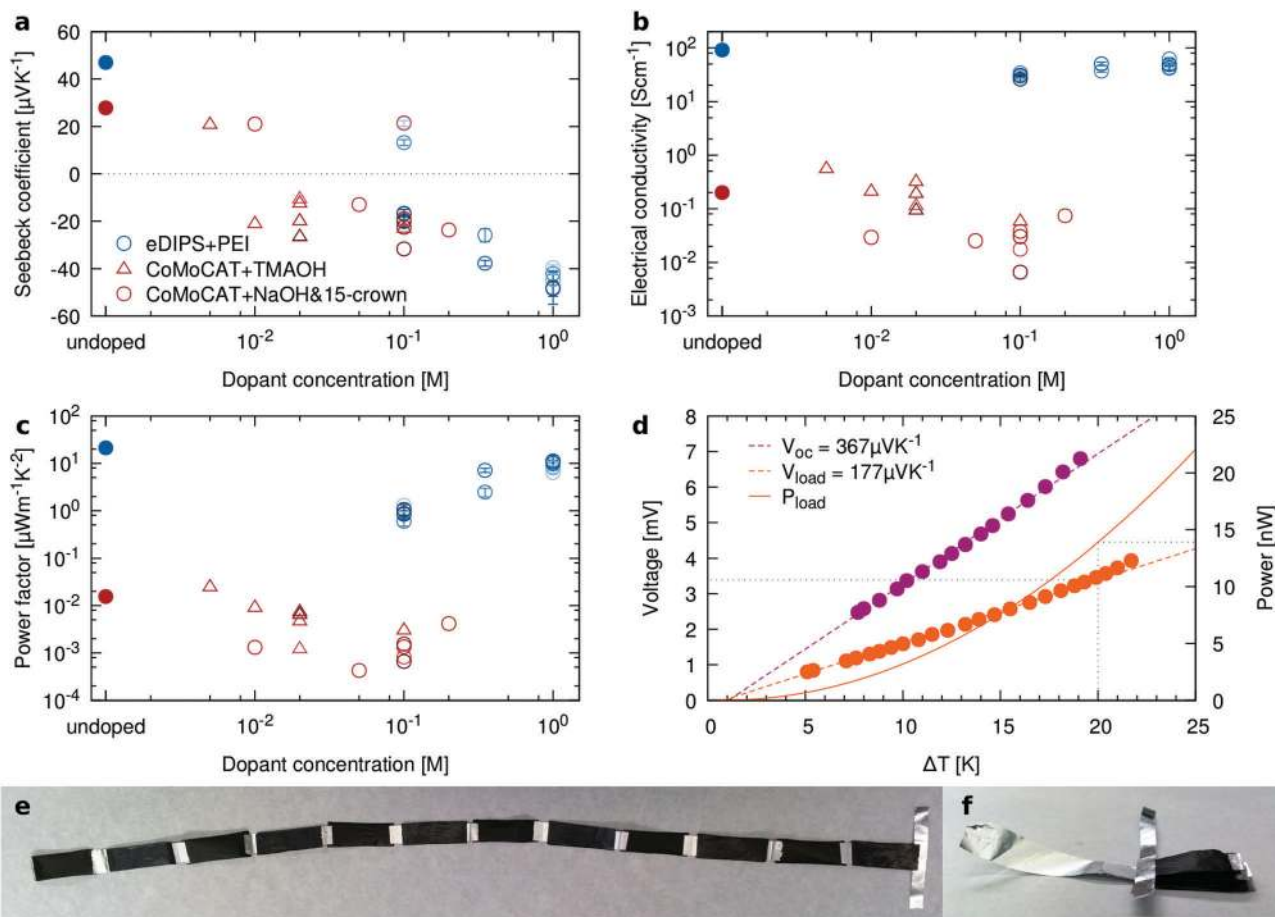 a
60
40
20
0
-20
-40
-60
Seebeck coefficient [µVK⁻¹]
eDIPS+PEI
CoMoCAT+TMAOH
CoMoCAT+NaOH&15-crown
undoped
10⁻²
10⁻¹
10⁰
Dopant concentration [M]
b
10²
10¹
10⁰
10⁻¹
10⁻²
10⁻³
Electrical conductivity [Scm⁻¹]
undoped
10⁻²
10⁻¹
10⁰
Dopant concentration [M]
c
10²
10¹
10⁰
10⁻¹
10⁻²
10⁻³
10⁻⁴
Power factor [µWm⁻¹K⁻²]
undoped
10⁻²
10⁻¹
10⁰
Dopant concentration [M]
d
8
7
6
5
4
3
2
1
0
Voltage [mV]
V_oc = 367µVK⁻¹
V_load = 177µVK⁻¹
P_load
25
20
15
10
5
0
Power [nW]
0
5
10
15
20
25
ΔT [K]
e
f